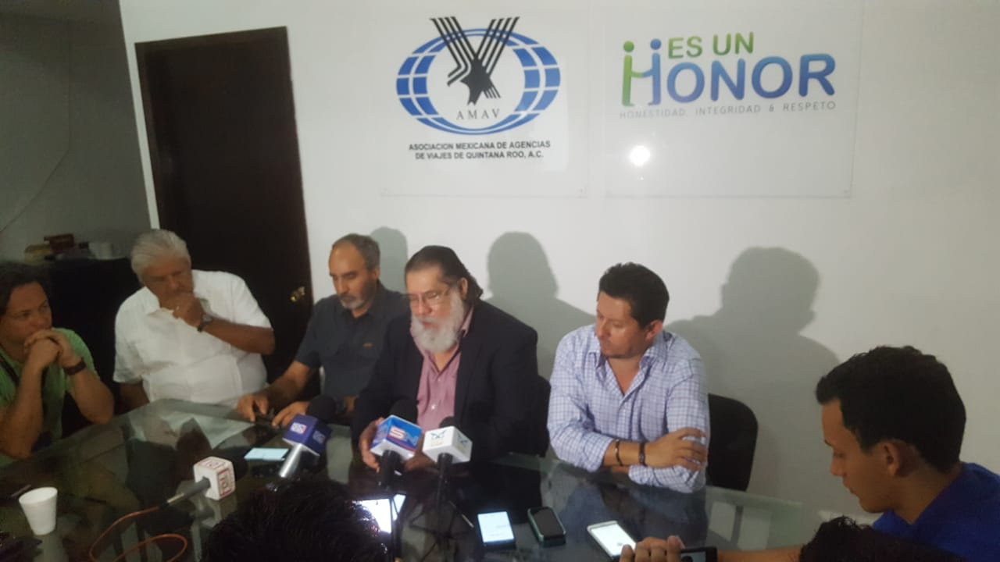 AMAV
ASOCIACION MEXICANA DE AGENCIAS
DE VIAJES DE QUINTANA ROO, A.C.
ES UN
HONOR
HONESTIDAD, INTEGRIDAD & RESPETO